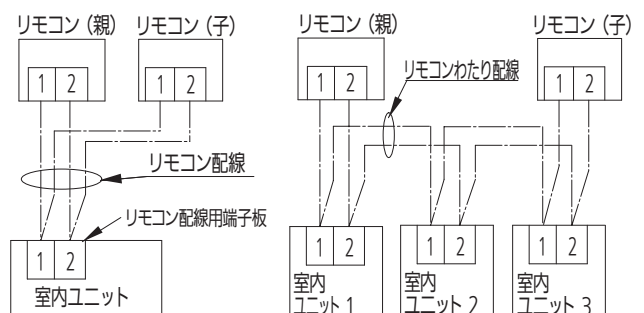 リモコン（親）
リモコン（子）
1 2
1 2
リモコン配線
リモコン配線用端子板
1 2
室内ユニット
リモコン（親）
リモコン（子）
1 2
リモコンわたり配線
1 2
1 2
1 2
1 2
室内
ユニット 1
室内
ユニット 2
室内
ユニット 3